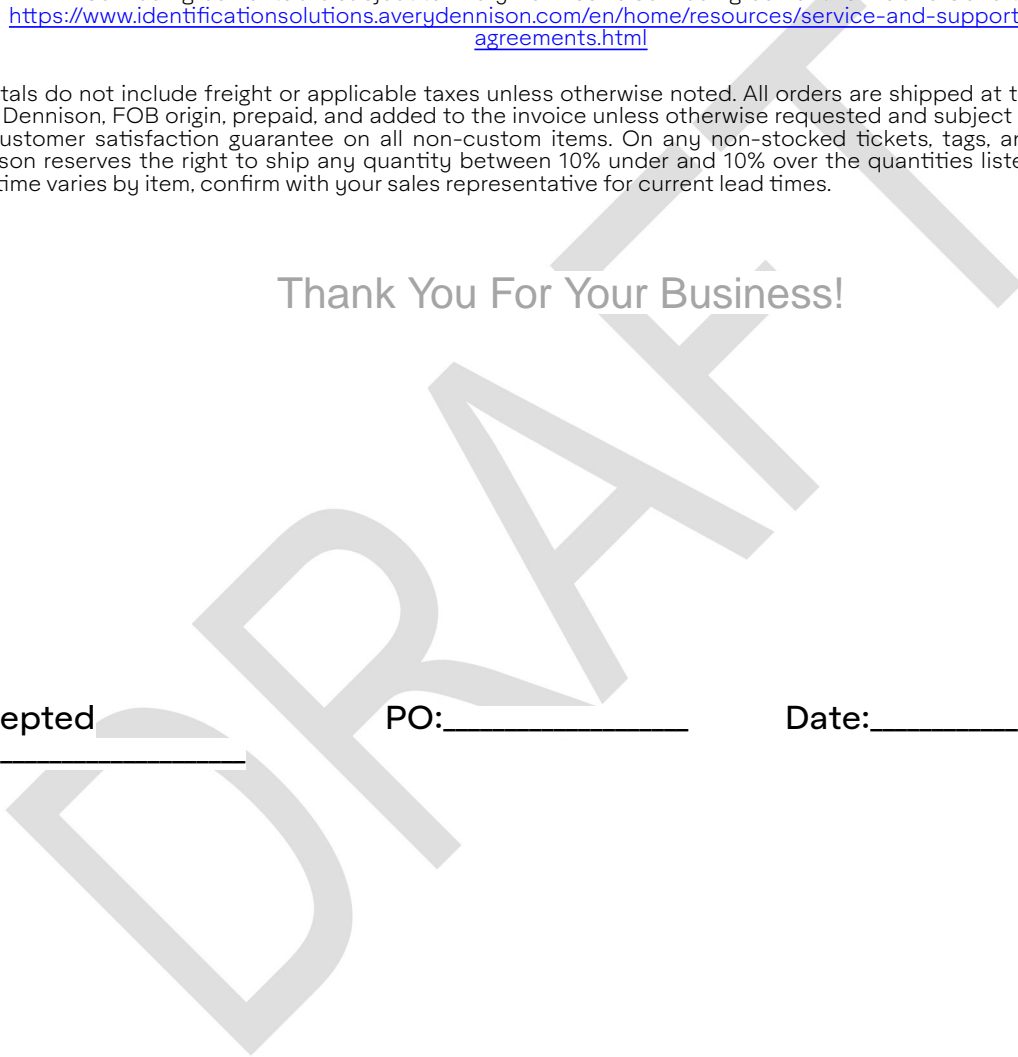 https://www.identificationsolutions.averydennison.com/en/home/resources/service-and-support
agreements.html
tals do not include freight or applicable taxes unless otherwise noted. All orders are shipped at t
Dennison, FOB origin, prepaid, and added to the invoice unless otherwise requested and subject
ustomer satisfaction guarantee on all non-custom items. On any non-stocked tickets, tags, an
son reserves the right to ship any quantity between 10% under and 10% over the quantities liste
time varies by item, confirm with your sales representative for current lead times.
Thank You For Your Business!
DRAFT
epted PO:____________________ Date:____________
____________________